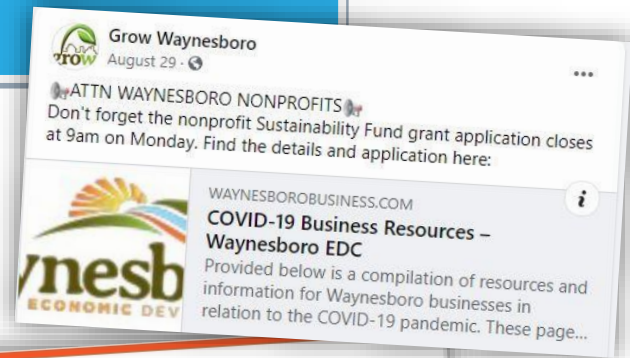 Grow Waynesboro
August 29 ·
ATTN WAYNESBORO NONPROFITS
Don't forget the nonprofit Sustainability Fund grant application closes
at 9am on Monday. Find the details and application here:
WAYNESBOROBUSINESS.COM
COVID-19 Business Resources –
Waynesboro EDC
Provided below is a compilation of resources and
information for Waynesboro businesses in
relation to the COVID-19 pandemic. These page...
ynesb
ECONOMIC DEV